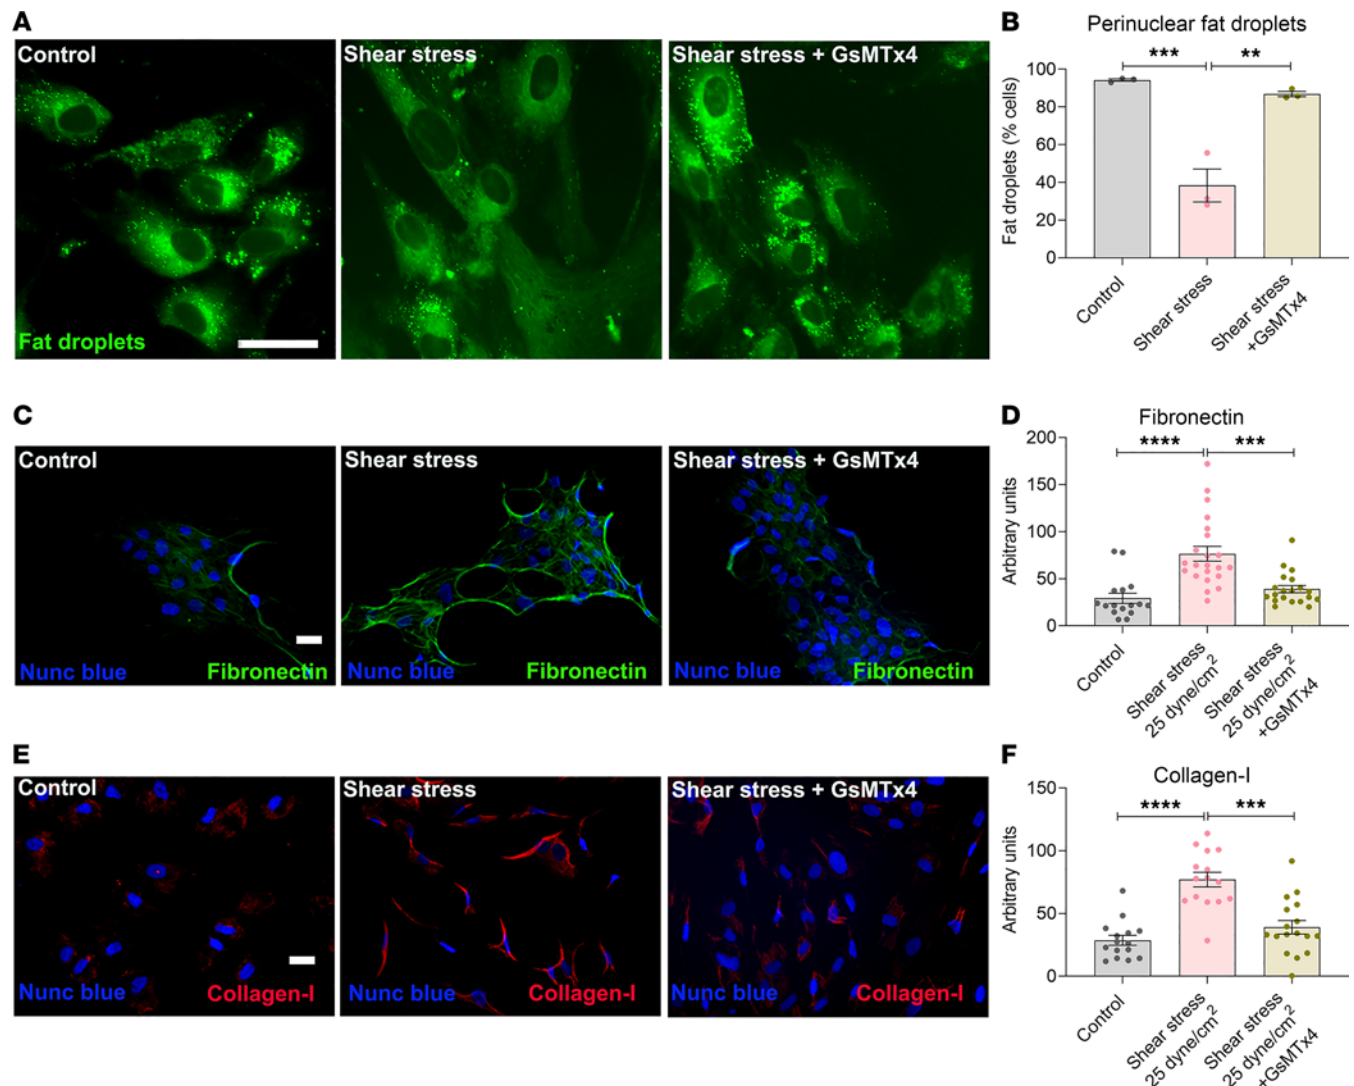 A
Control
Shear stress
Shear stress + GsMTx4
Fat droplets
B
Perinuclear fat droplets
*** **
Fat droplets (% cells)
100
80
60
40
20
0
Control
Shear stress
Shear stress
+GsMTx4
C
Control
Shear stress
Shear stress + GsMTx4
Nunc blue Fibronectin
Nunc blue Fibronectin
Nunc blue Fibronectin
D
Fibronectin
**** ***
Arbitrary units
200
150
100
50
0
Control
Shear stress
25 dyne/cm²
Shear stress
25 dyne/cm²
+GsMTx4
E
Control
Shear stress
Shear stress + GsMTx4
Nunc blue Collagen-I
Nunc blue Collagen-I
Nunc blue Collagen-I
F
Collagen-I
**** ***
Arbitrary units
150
100
50
0
Control
Shear stress
25 dyne/cm²
Shear stress
25 dyne/cm²
+GsMTx4